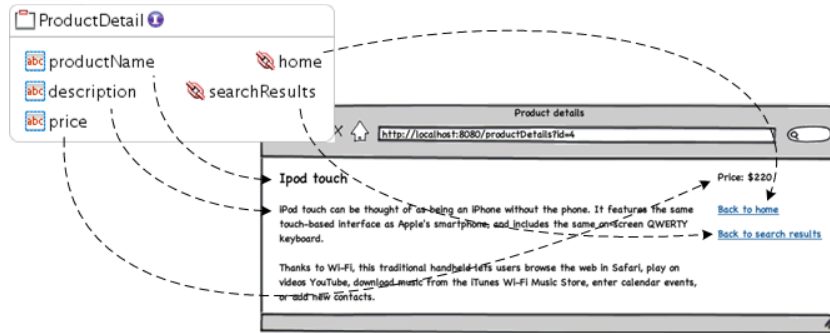 ProductDetail I
abc productName
home
abc description
searchResults
abc price
Product details
http://localhost:8080/productDetails?id=4
Ipod touch
Price: $220
iPod touch can be thought of as being an iPhone without the phone. It features the same
Back to home
touch-based interface as Apple's smartphone, and includes the same on-screen QWERTY
Back to search results
keyboard.
Thanks to Wi-Fi, this traditional handheld lets users browse the web in Safari, play on
videos YouTube, download music from the iTunes Wi-Fi Music Store, enter calendar events,
or add new contacts.